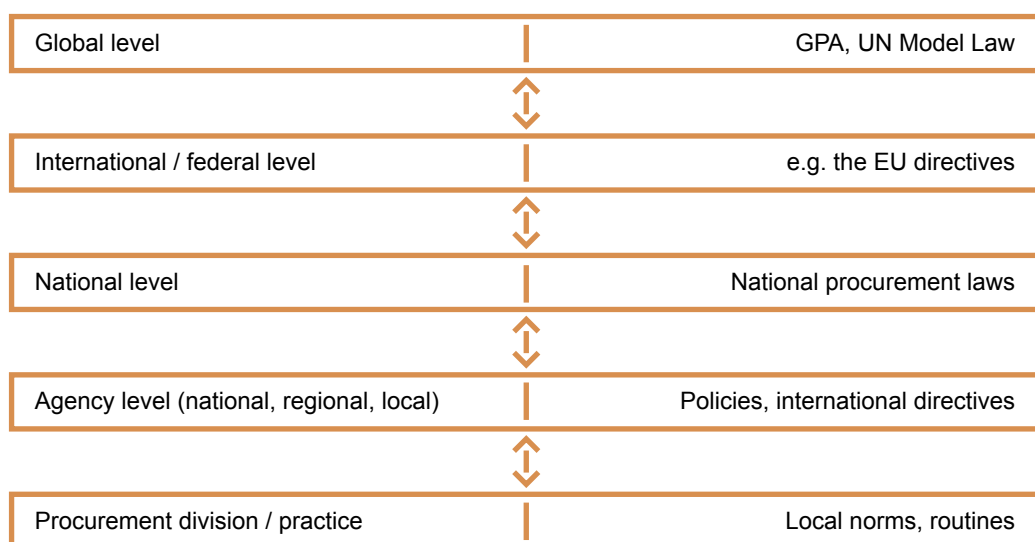 Global level
GPA, UN Model Law
International / federal level
e.g. the EU directives
National level
National procurement laws
Agency level (national, regional, local)
Policies, international directives
Procurement division / practice
Local norms, routines